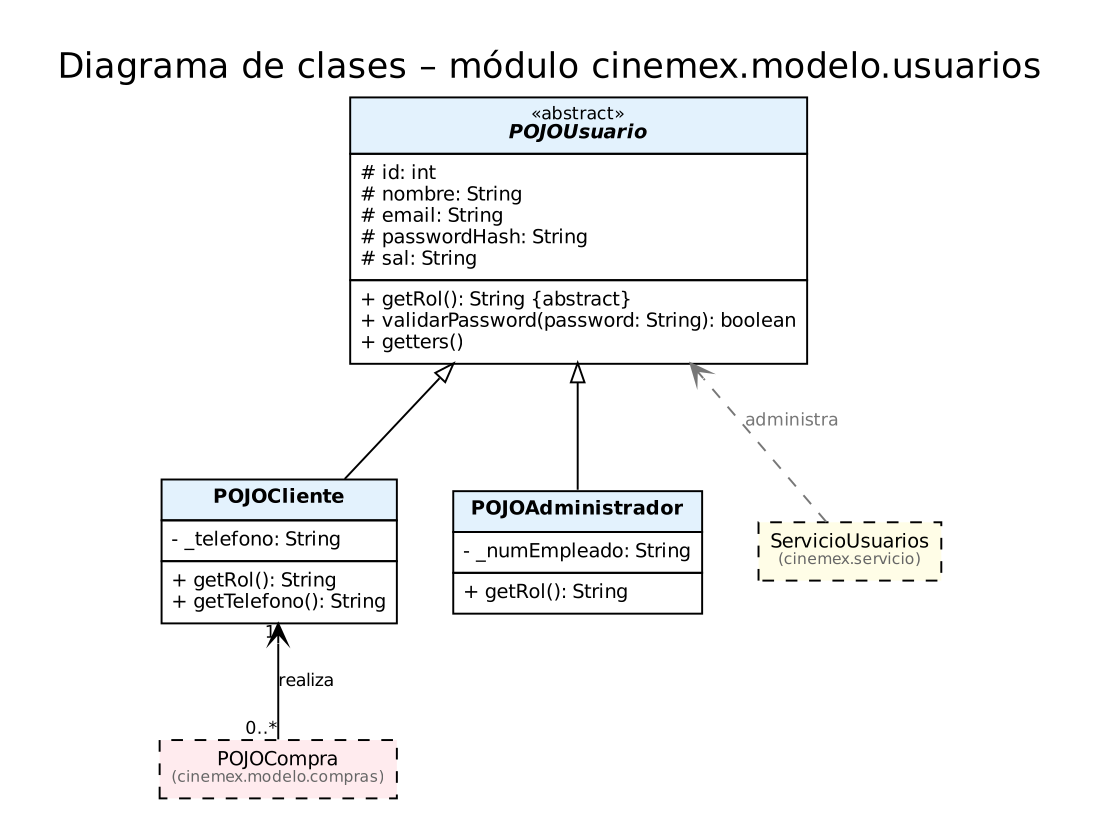 Diagrama de clases – módulo cinemex.modelo.usuarios
«abstract»
POJOUsuario
# id: int
# nombre: String
# email: String
# passwordHash: String
# sal: String
+ getRol(): String {abstract}
+ validarPassword(password: String): boolean
+ getters()
administra
POJOCliente
- _telefono: String
+ getRol(): String
+ getTelefono(): String
POJOAdministrador
- _numEmpleado: String
+ getRol(): String
ServicioUsuarios
(cinemex.servicio)
1
realiza
0..*
POJOCompra
(cinemex.modelo.compras)